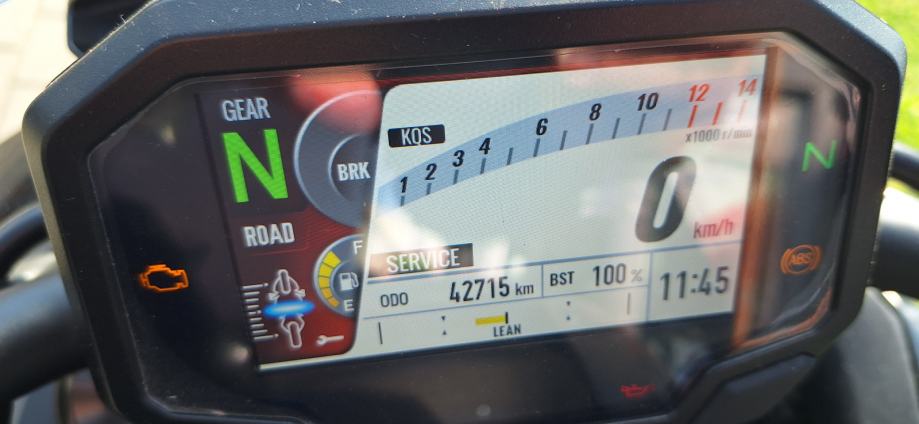 GEAR
N
ROAD
BRK
F
E
KQS
1 2 3 4 6 8 10 12 14
x1000 r/min
0 km/h
SERVICE
ODO 42715 km BST 100 % 11:45
LEAN
N
ABS